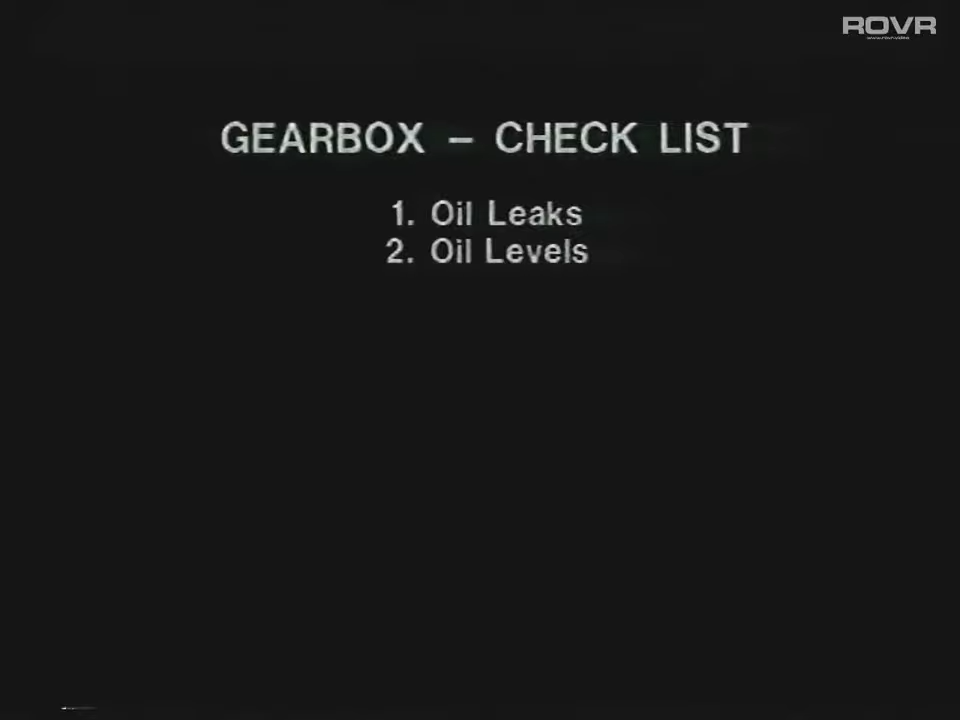 ROVR
GEARBOX – CHECK LIST
1. Oil Leaks
2. Oil Levels